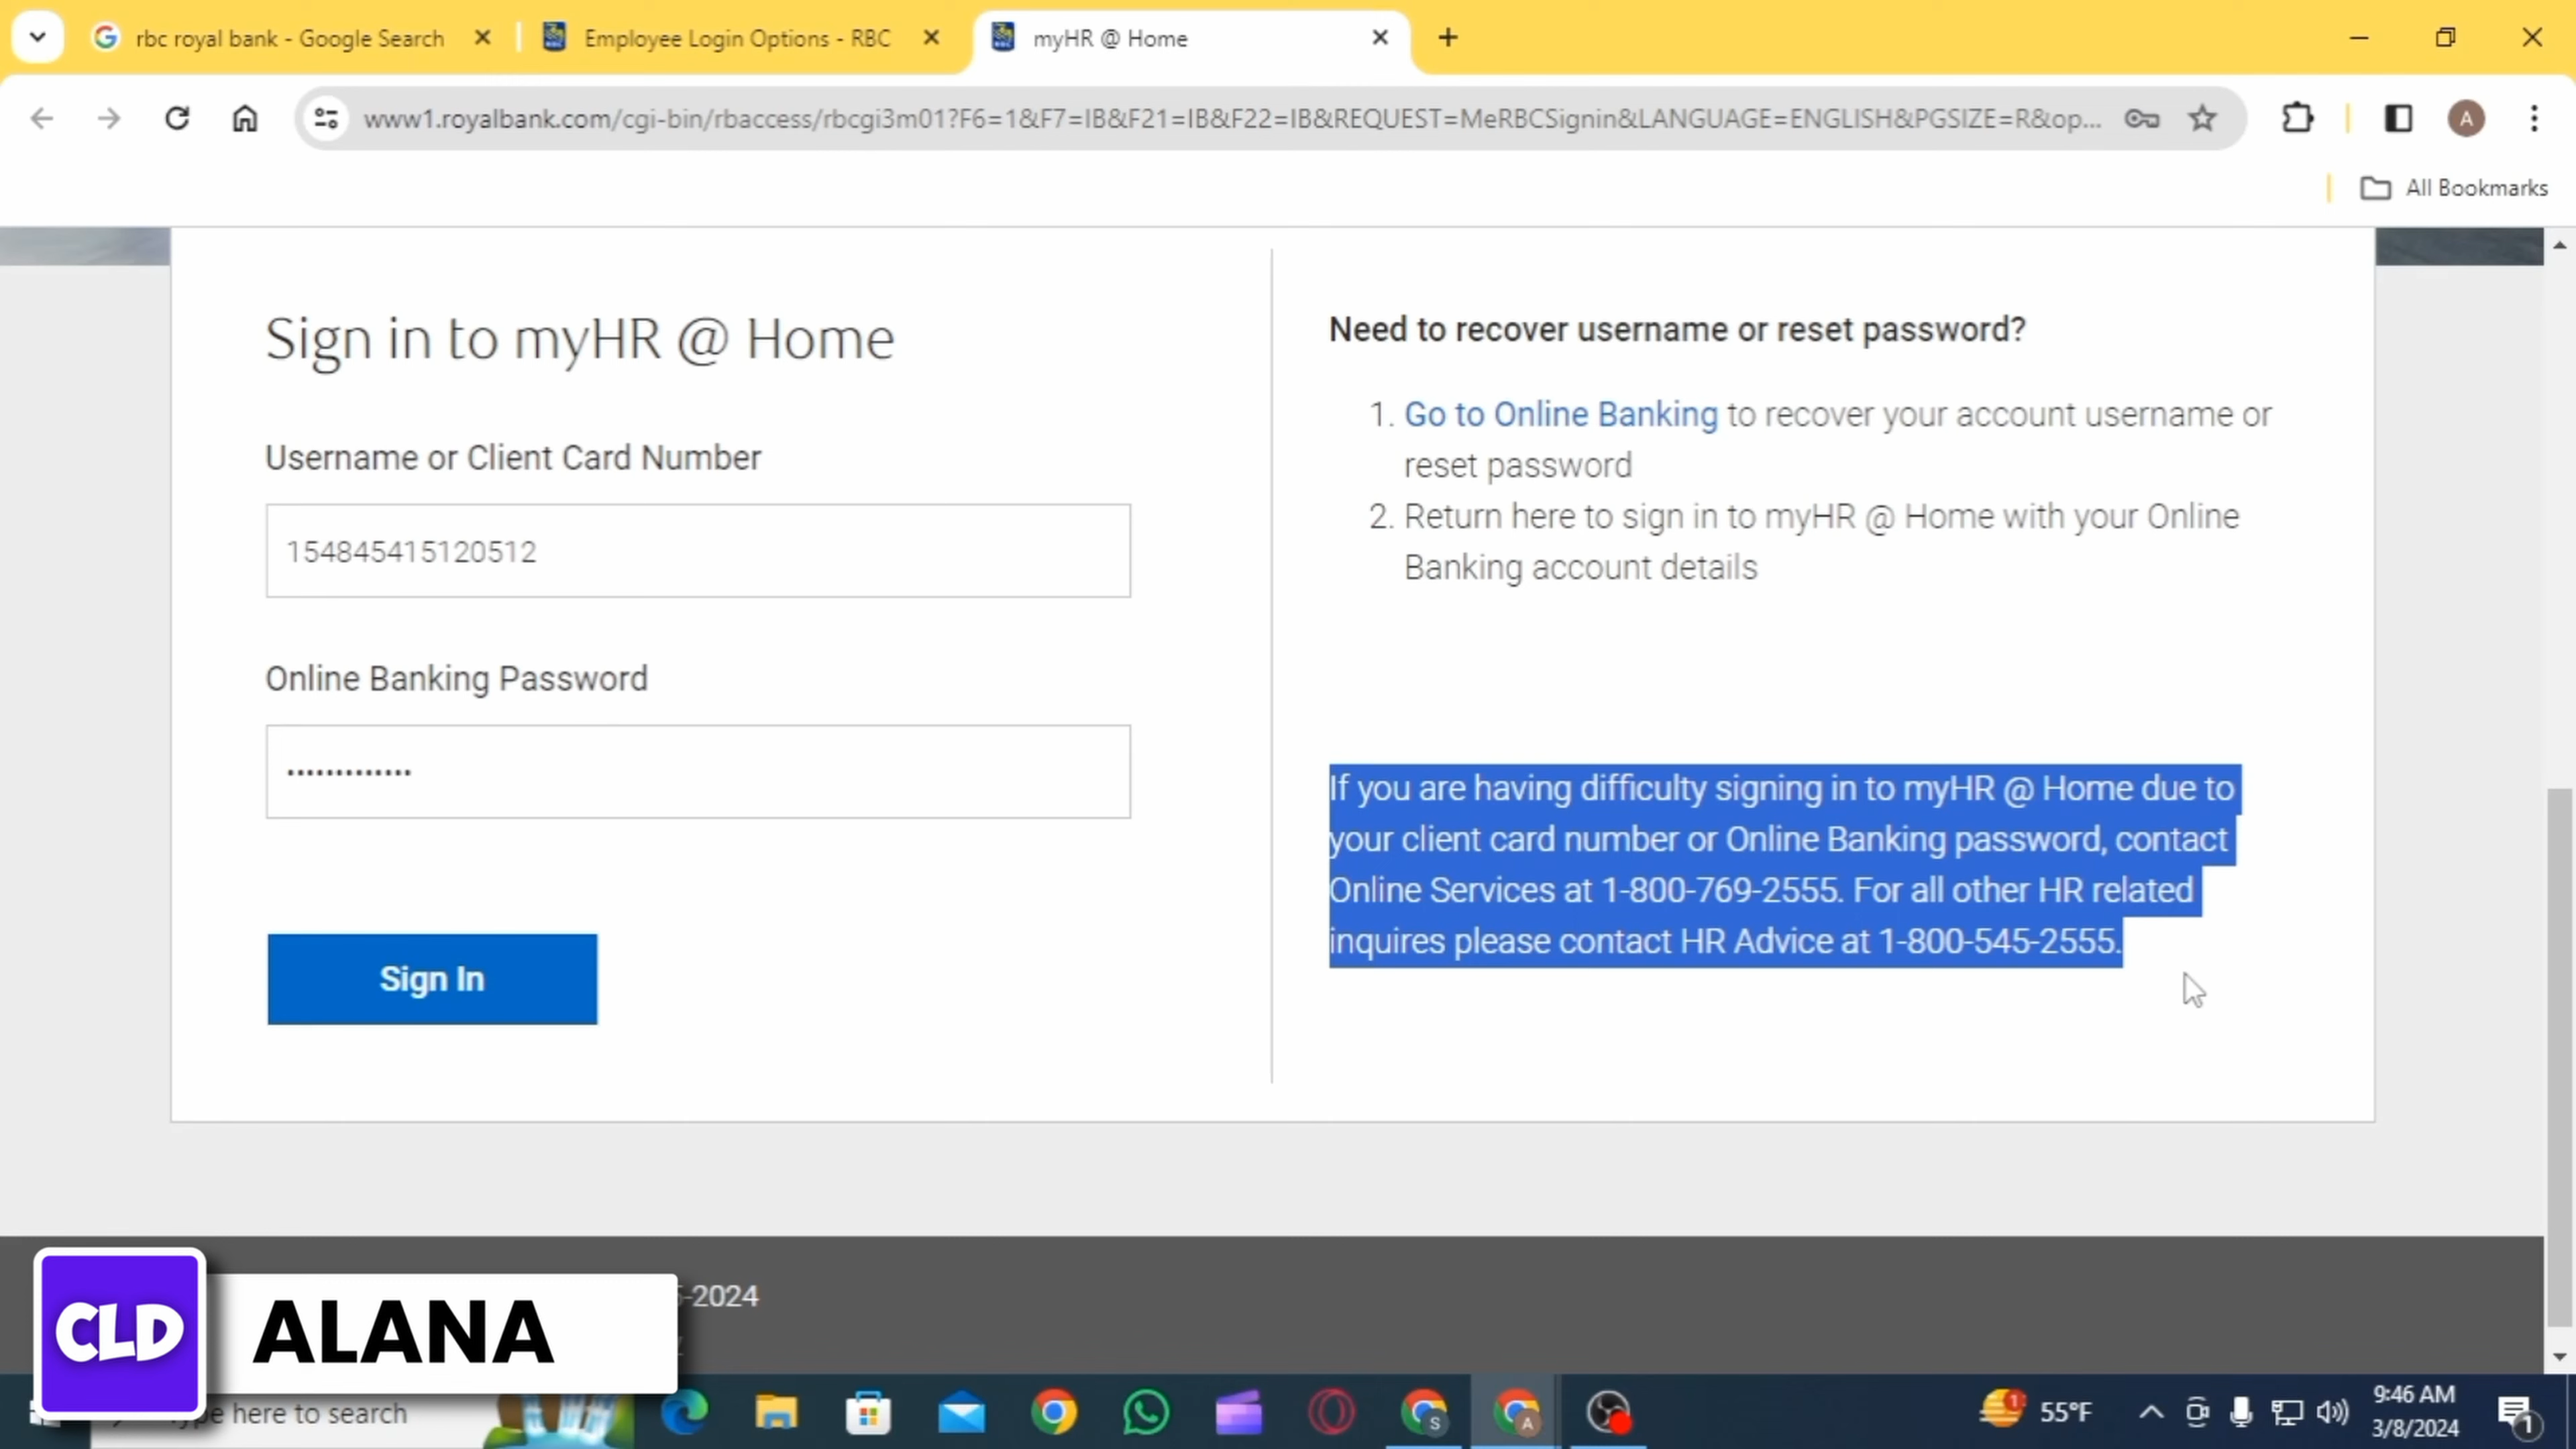 rbc royal bank - Google Search
Employee Login Options - RBC
myHR @ Home
www1.royalbank.com/cgi-bin/rbaccess/rbcgi3m01?F6=1&F7=IB&F21=IB&F22=IB&REQUEST=MeRBCSignin&LANGUAGE=ENGLISH&PGSIZE=R&op...
A
All Bookmarks
Sign in to myHR @ Home
Username or Client Card Number
154845415120512
Online Banking Password
Sign In
Need to recover username or reset password?
1. Go to Online Banking to recover your account username or
reset password
2. Return here to sign in to myHR @ Home with your Online
Banking account details
If you are having difficulty signing in to myHR @ Home due to
your client card number or Online Banking password, contact
Online Services at 1-800-769-2555. For all other HR related
inquires please contact HR Advice at 1-800-545-2555.
-2024
CLD
ALANA
here to search
S
A
1
55°F
9:46 AM
3/8/2024
1